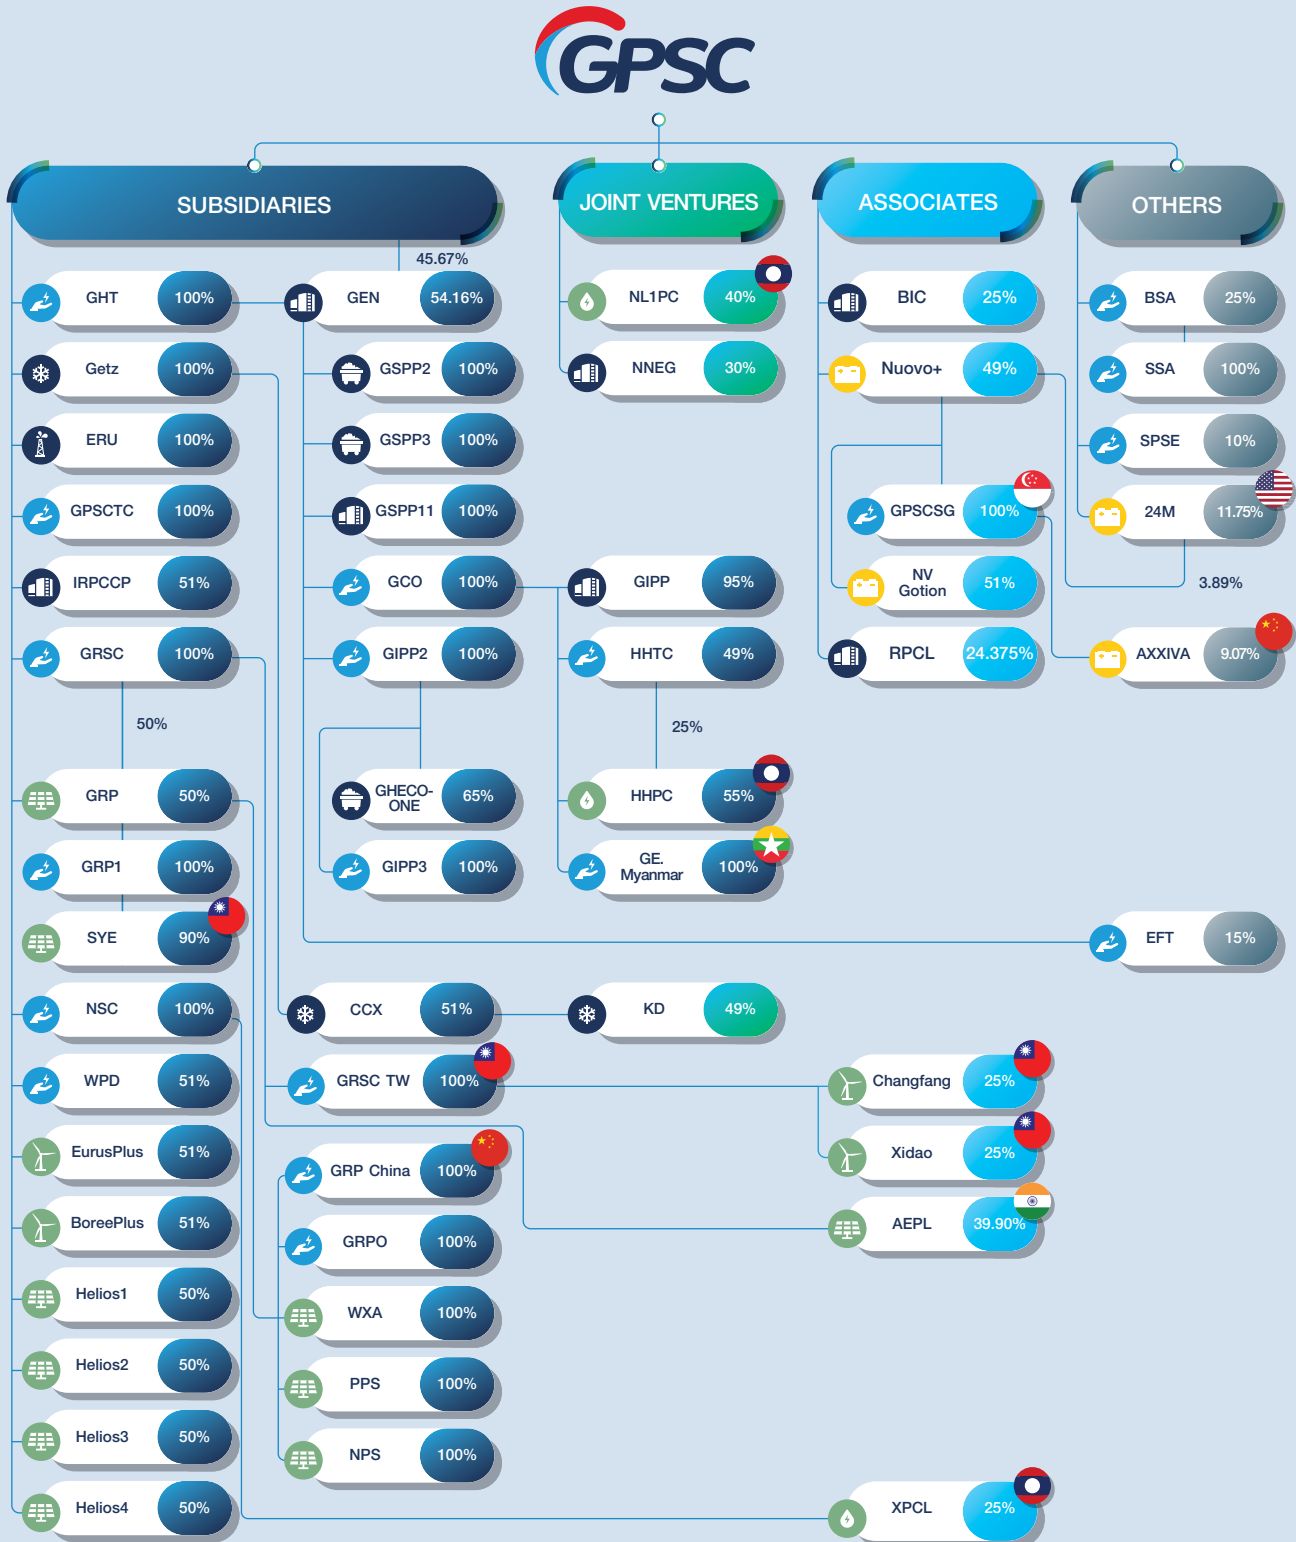 GPSC
SUBSIDIARIES
JOINT VENTURES
ASSOCIATES
OTHERS
45.67%
GHT 100%
GEN 54.16%
NL1PC 40%
BIC 25%
BSA 25%
Getz 100%
GSPP2 100%
NNEG 30%
Nuovo+ 49%
SSA 100%
ERU 100%
GSPP3 100%
SPSE 10%
GPSCTC 100%
GSPP11 100%
GPSCSG 100%
24M 11.75%
IRPCCP 51%
GCO 100%
GIPP 95%
NV
Gotion 51%
3.89%
GRSC 100%
GIPP2 100%
HHTC 49%
RPCL 24.375%
AXXIVA 9.07%
50%
25%
GRP 50%
GHECO-
ONE 65%
HHPC 55%
GRP1 100%
GIPP3 100%
GE.
Myanmar 100%
SYE 90%
EFT 15%
NSC 100%
CCX 51%
KD 49%
WPD 51%
GRSC TW 100%
Changfang 25%
EurusPlus 51%
GRP China 100%
Xidao 25%
BoreePlus 51%
GRPO 100%
AEPL 39.90%
Helios1 50%
WXA 100%
Helios2 50%
PPS 100%
Helios3 50%
NPS 100%
Helios4 50%
XPCL 25%